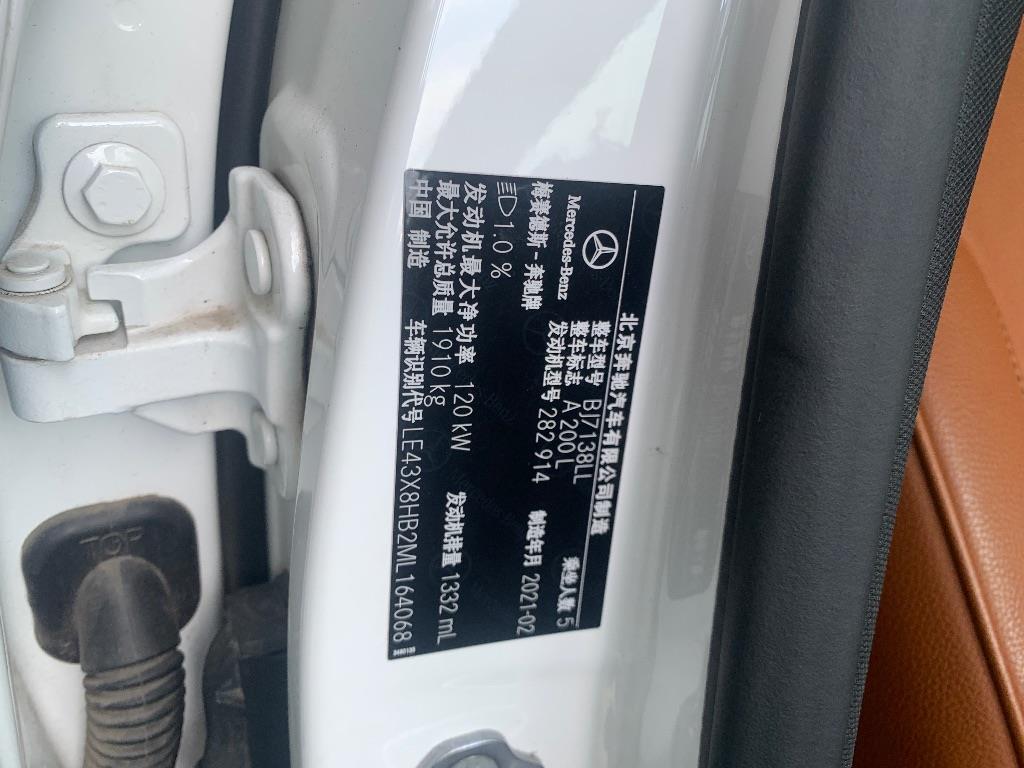 北京奔驰汽车有限公司制造
Mercedes-Benz
整车型号 BJ7138LL
乘坐人数 5
整车标志 A 200 L
梅赛德斯-奔驰牌
发动机型号 282 914
制造年月 2021-02
1.0 %
发动机最大净功率 120 kW
发动机排量 1332 mL
最大允许总质量 1910 kg
中国 制造
车辆识别代号 LE43X8HB2ML164068
TOP